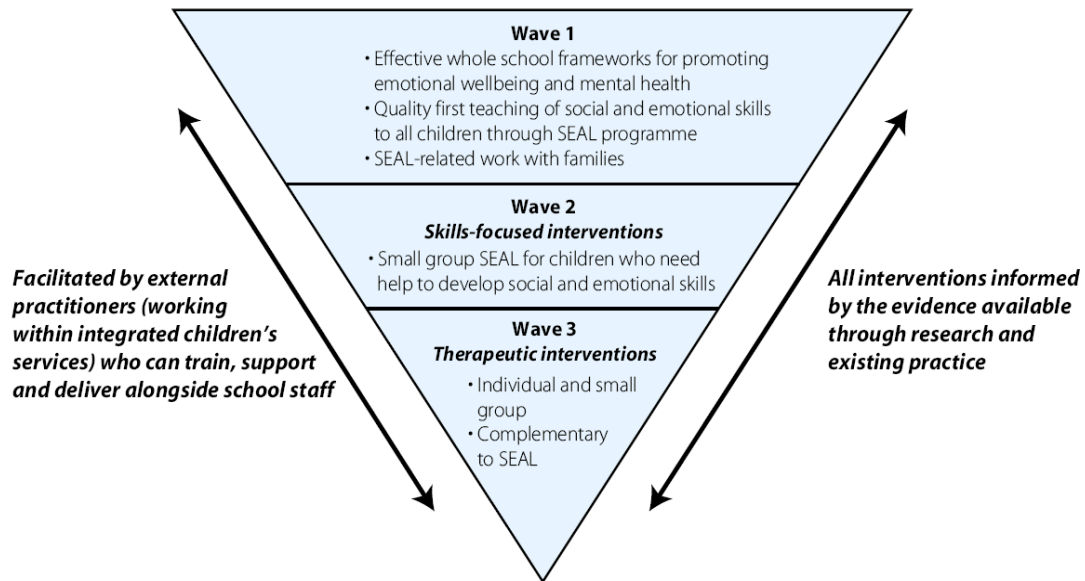 Wave 1
• Effective whole school frameworks for promoting
emotional wellbeing and mental health
• Quality first teaching of social and emotional skills
to all children through SEAL programme
• SEAL-related work with families
Wave 2
Skills-focused interventions
• Small group SEAL for children who need
help to develop social and emotional skills
Wave 3
Therapeutic interventions
• Individual and small
group
• Complementary
to SEAL
Facilitated by external
practitioners (working
within integrated children’s
services) who can train, support
and deliver alongside school staff
All interventions informed
by the evidence available
through research and
existing practice